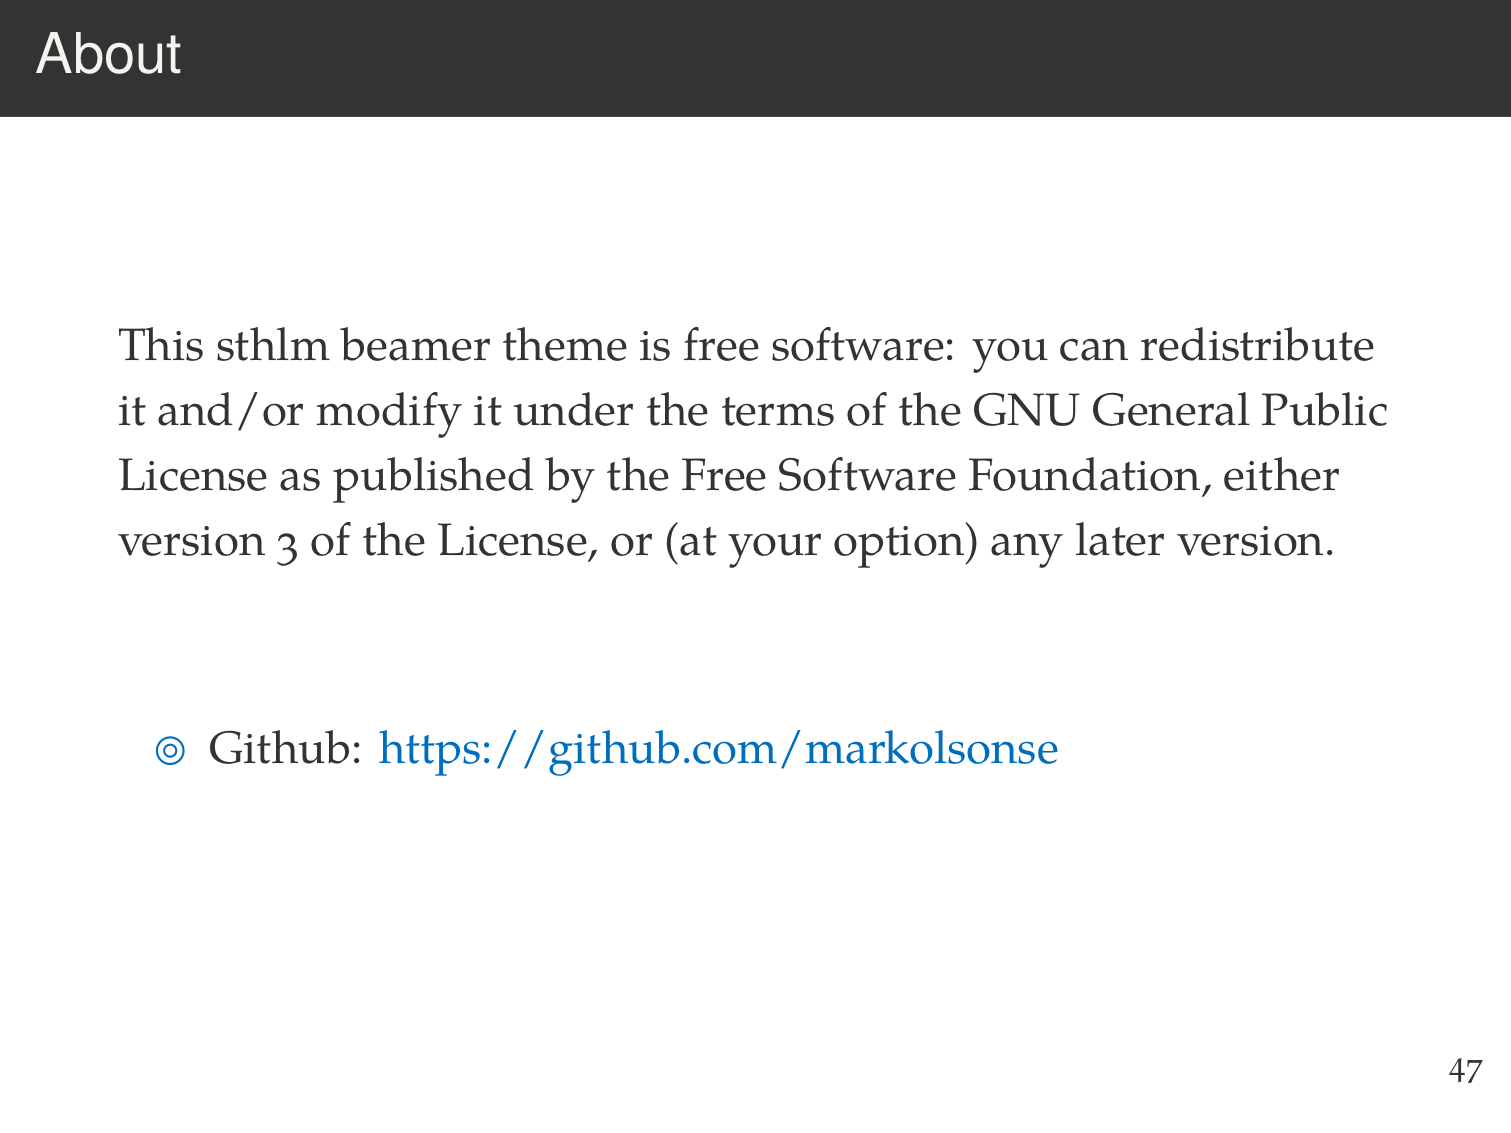 About
This sthlm beamer theme is free software: you can redistribute
it and/or modify it under the terms of the GNU General Public
License as published by the Free Software Foundation, either
version 3 of the License, or (at your option) any later version.
◎ Github: https://github.com/markolsonse
47